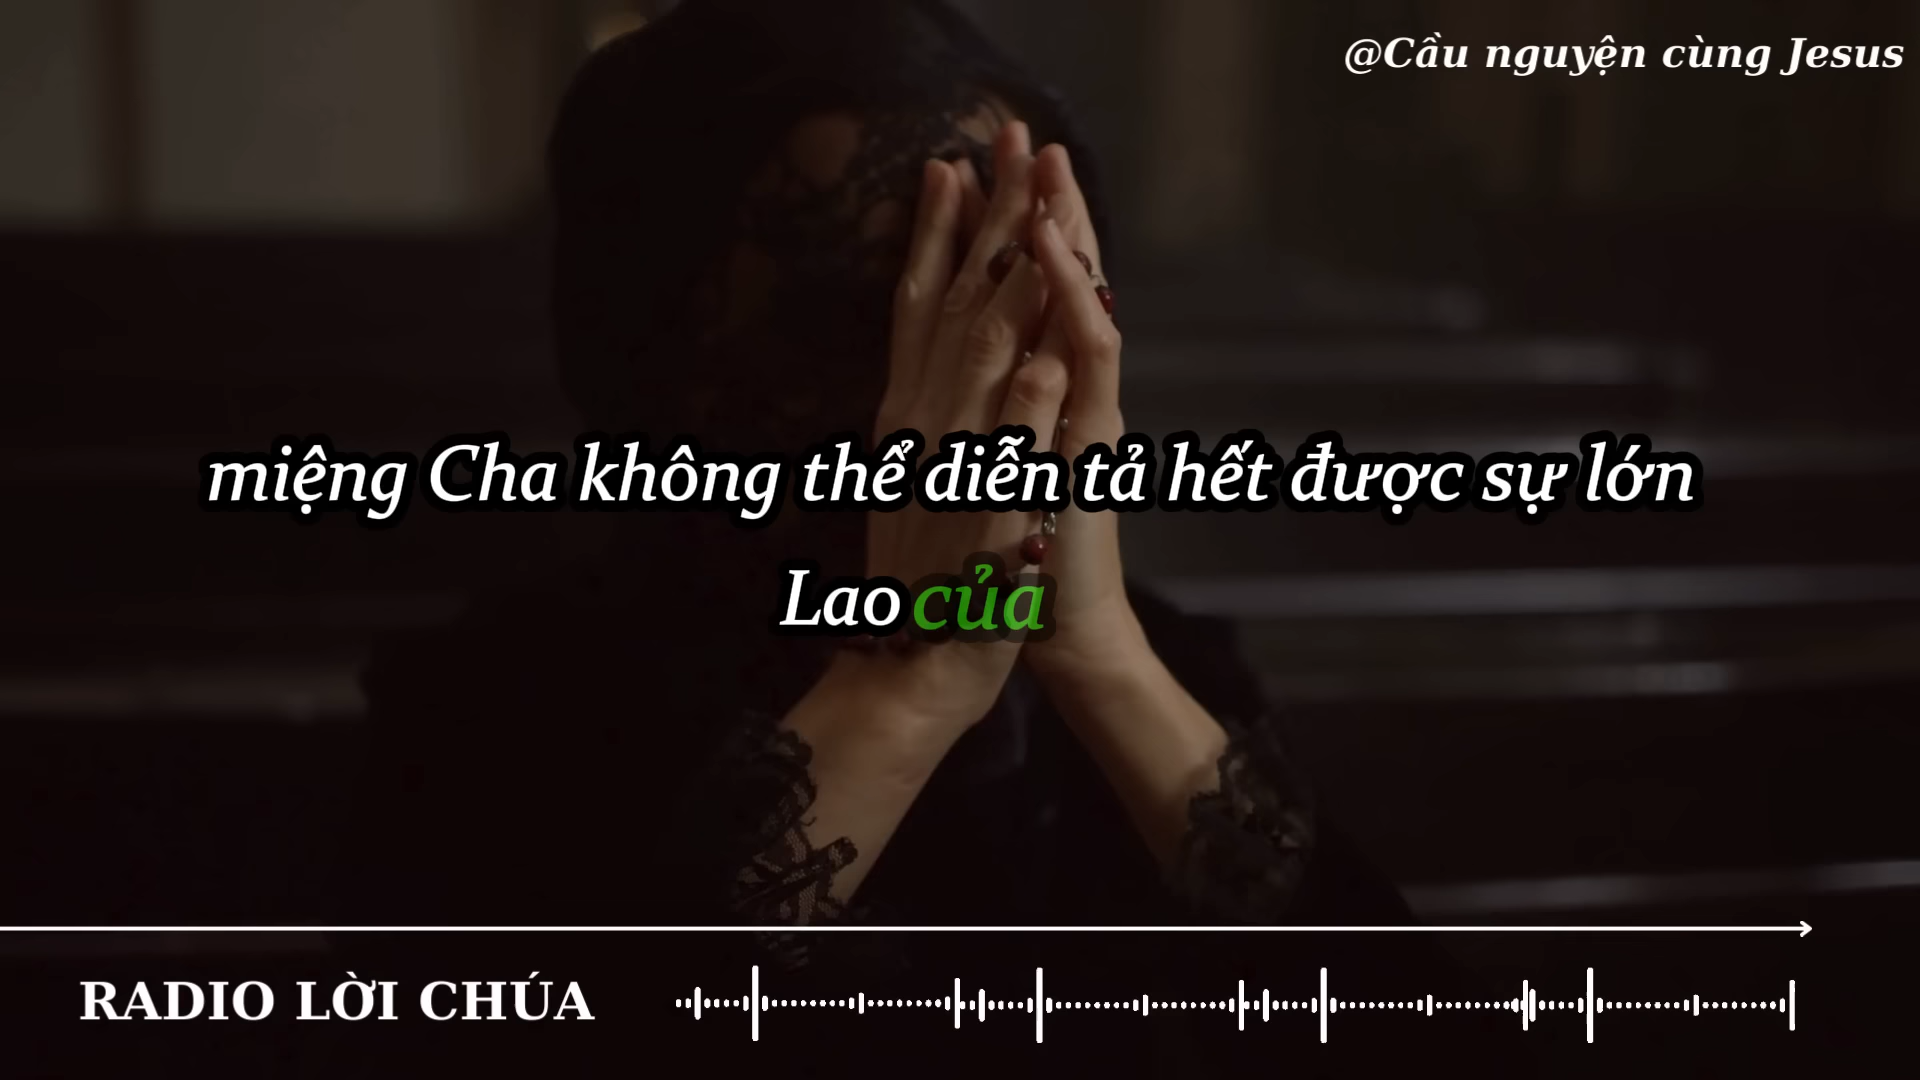 @Cầu nguyện cùng Jesus
miệng Cha không thể diễn tả hết được sự lớn
Lao của
RADIO LỜI CHÚA